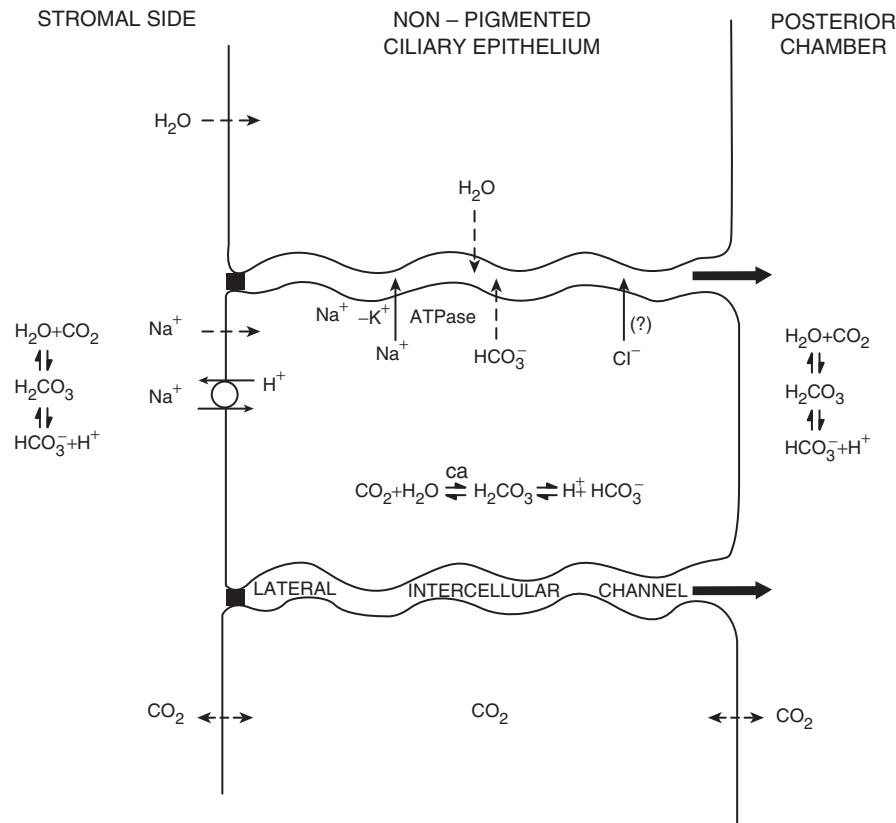 STROMAL SIDE
NON – PIGMENTED
CILIARY EPITHELIUM
POSTERIOR
CHAMBER
H₂O
H₂O
Na⁺
Na⁺ –K⁺ ATPase
Na⁺
HCO₃⁻
(?)
Cl⁻
H₂O+CO₂
H₂CO₃
HCO₃⁻+H⁺
Na⁺
H⁺
H₂O+CO₂
H₂CO₃
HCO₃⁻+H⁺
ca
CO₂+H₂O ⇌ H₂CO₃ ⇌ H⁺+ HCO₃⁻
LATERAL INTERCELLULAR CHANNEL
CO₂
CO₂
CO₂